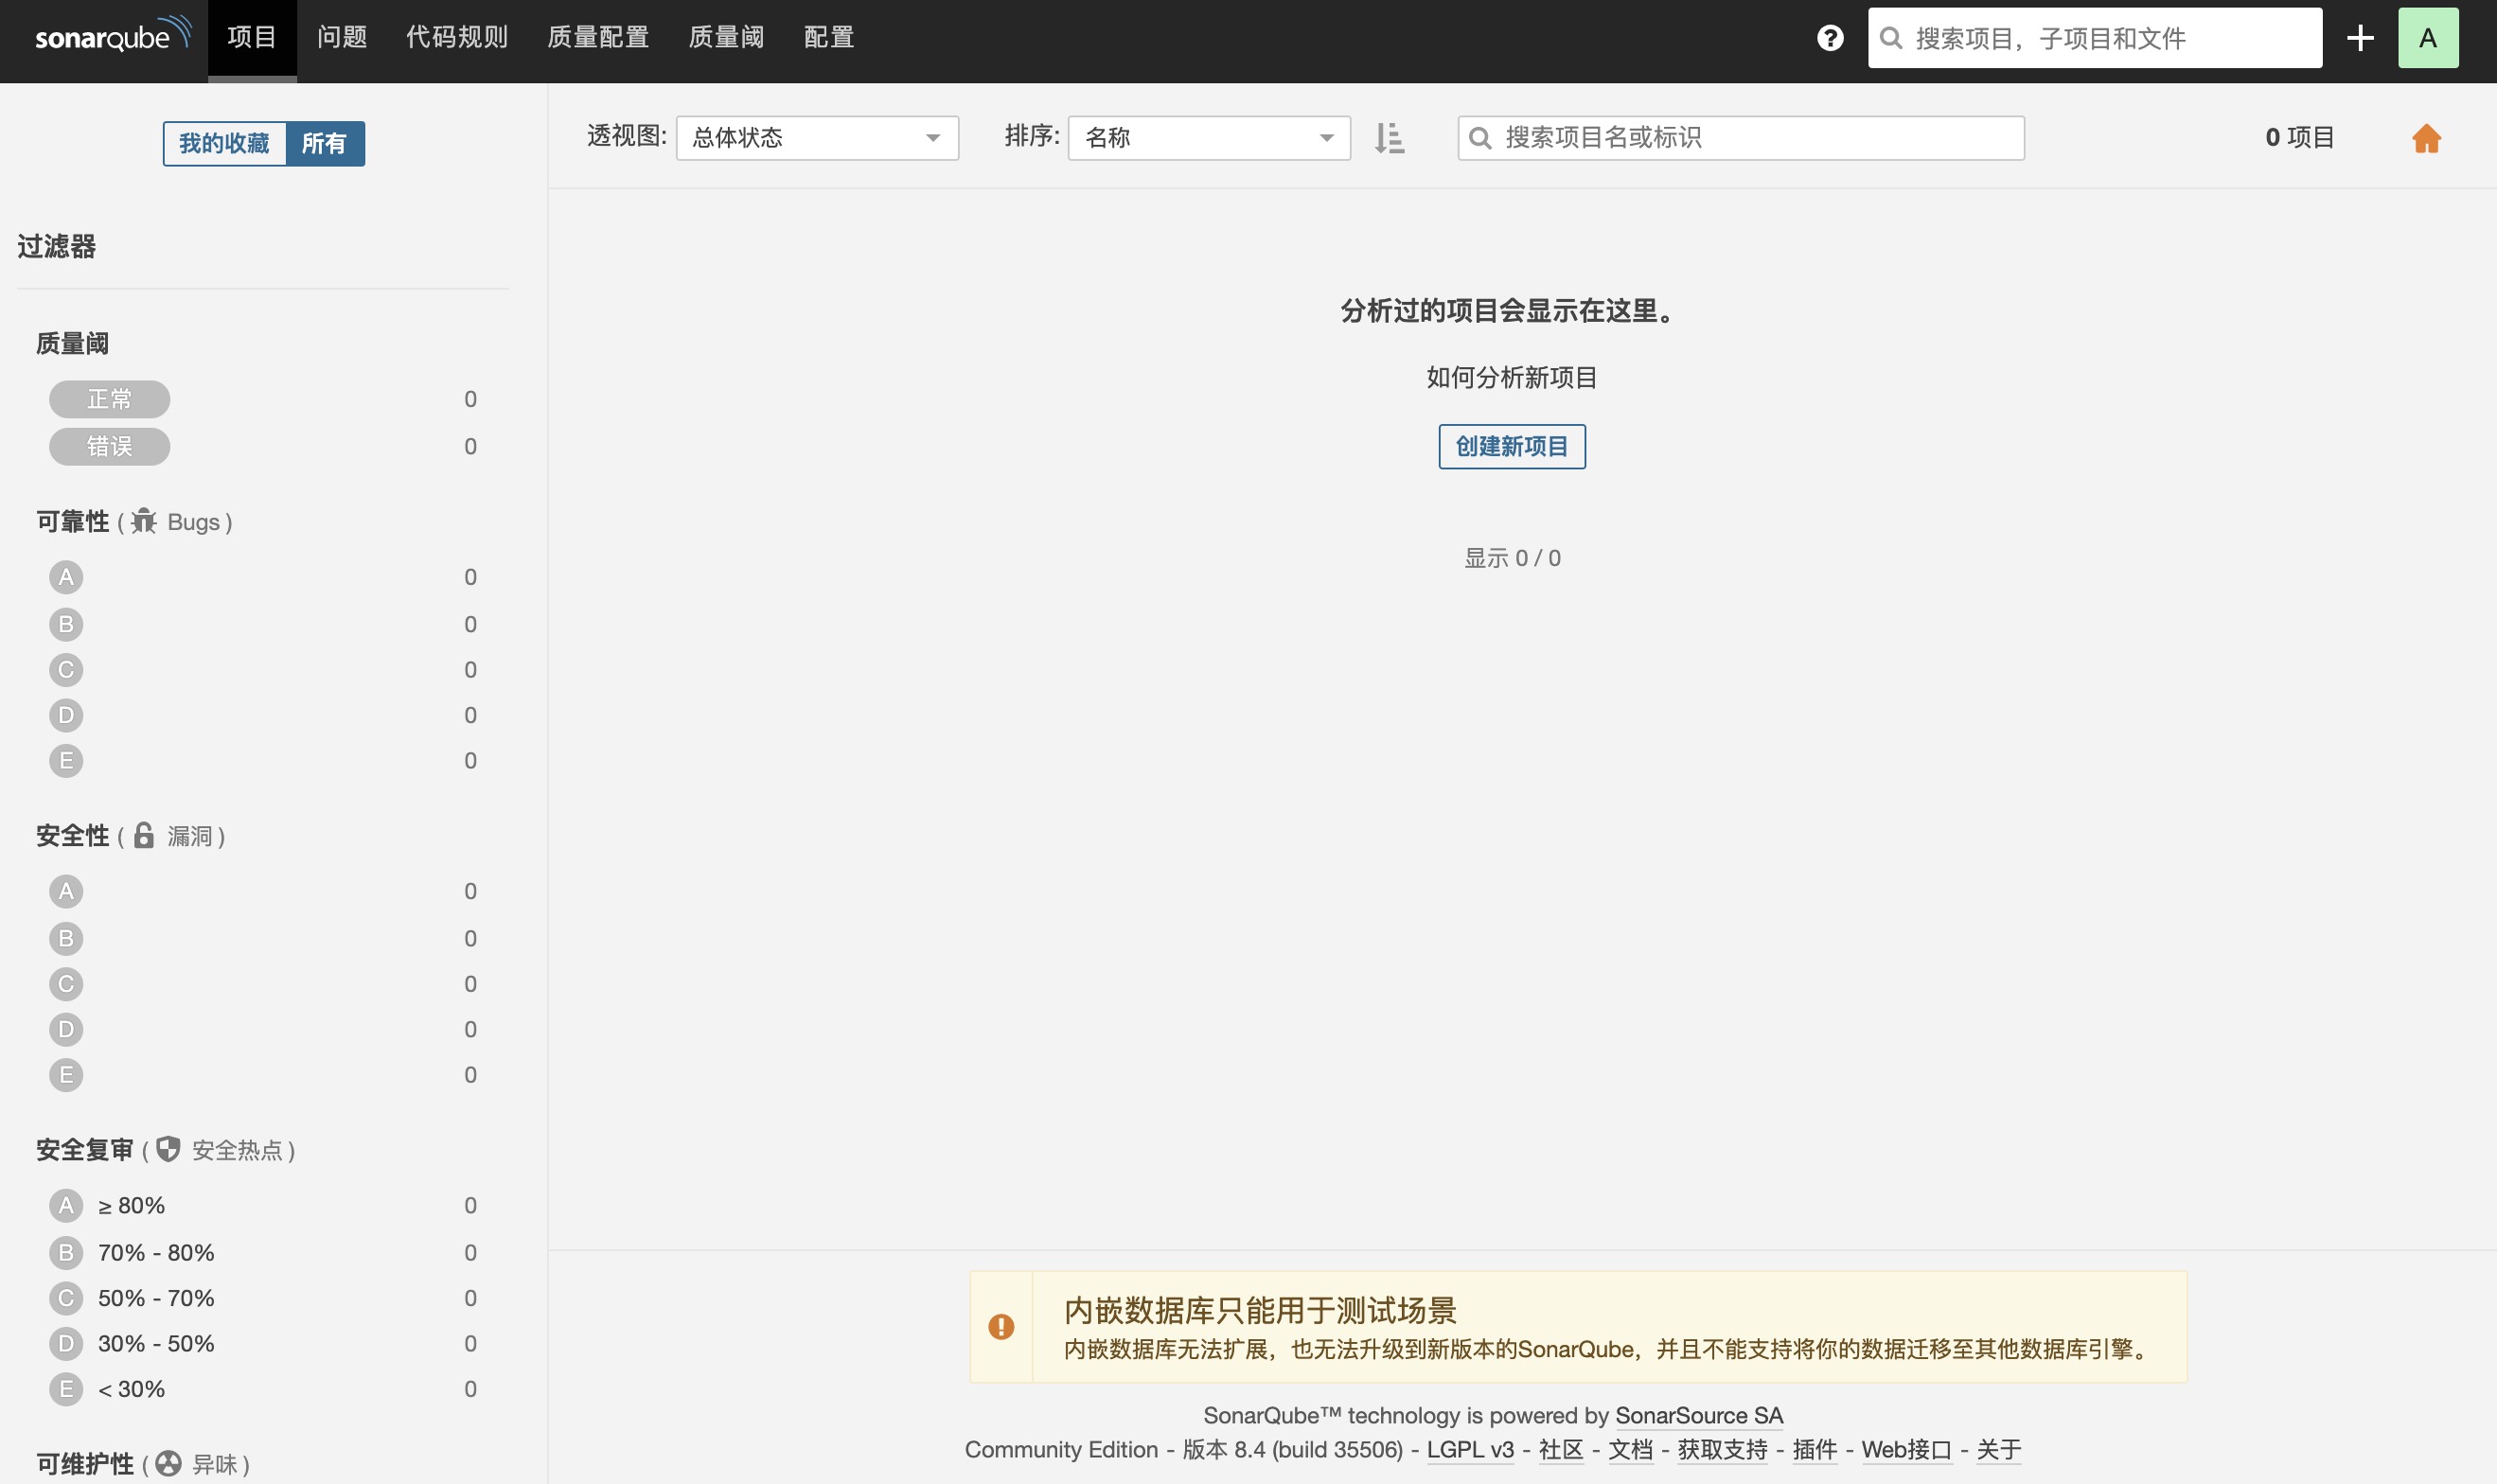 sonarqube 项目 问题 代码规则 质量配置 质量阈 配置 ? 搜索项目，子项目和文件 + A
我的收藏 所有
过滤器
质量阈
正常 0
错误 0
可靠性 ( Bugs )
A 0
B 0
C 0
D 0
E 0
安全性 ( 漏洞 )
A 0
B 0
C 0
D 0
E 0
安全复审 ( 安全热点 )
A ≥ 80% 0
B 70% - 80% 0
C 50% - 70% 0
D 30% - 50% 0
E < 30% 0
可维护性 ( 异味 )
透视图: 总体状态 排序: 名称 搜索项目名或标识 0 项目
分析过的项目会显示在这里。
如何分析新项目
创建新项目
显示 0 / 0
内嵌数据库只能用于测试场景
内嵌数据库无法扩展，也无法升级到新版本的SonarQube，并且不能支持将你的数据迁移至其他数据库引擎。
SonarQube™ technology is powered by SonarSource SA
Community Edition - 版本 8.4 (build 35506) - LGPL v3 - 社区 - 文档 - 获取支持 - 插件 - Web接口 - 关于